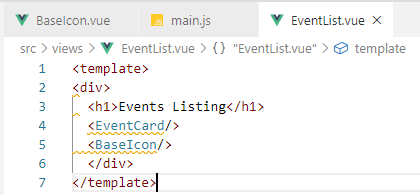 BaseIcon.vue main.js EventList.vue ×
src > views > EventList.vue > {} "EventList.vue" > template
1 <template>
2 <div>
3 <h1>Events Listing</h1>
4 <EventCard/>
5 <BaseIcon/>
6 </div>
7 </template>